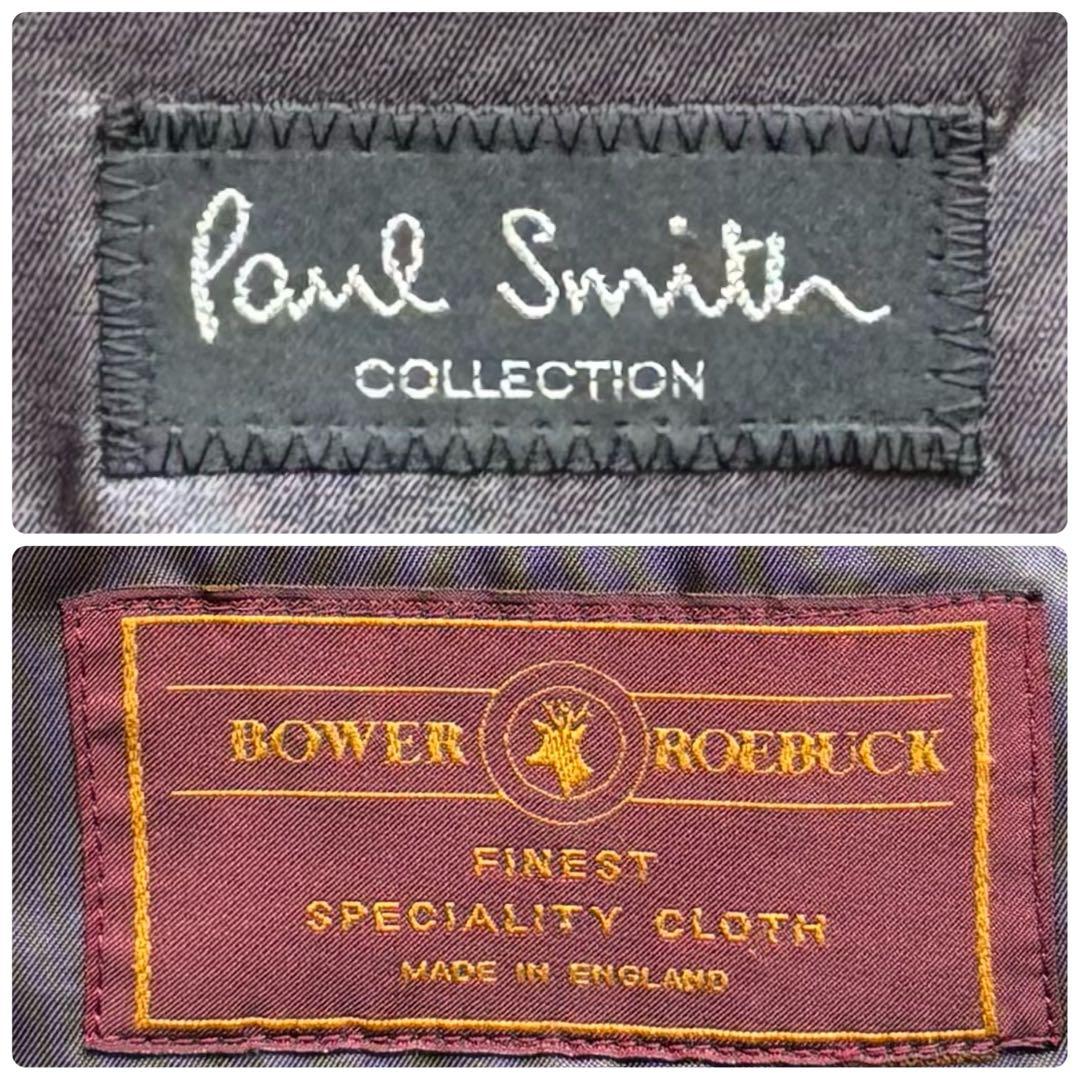 Paul Smith
COLLECTION
BOWER ROEBUCK
FINEST
SPECIALITY CLOTH
MADE IN ENGLAND